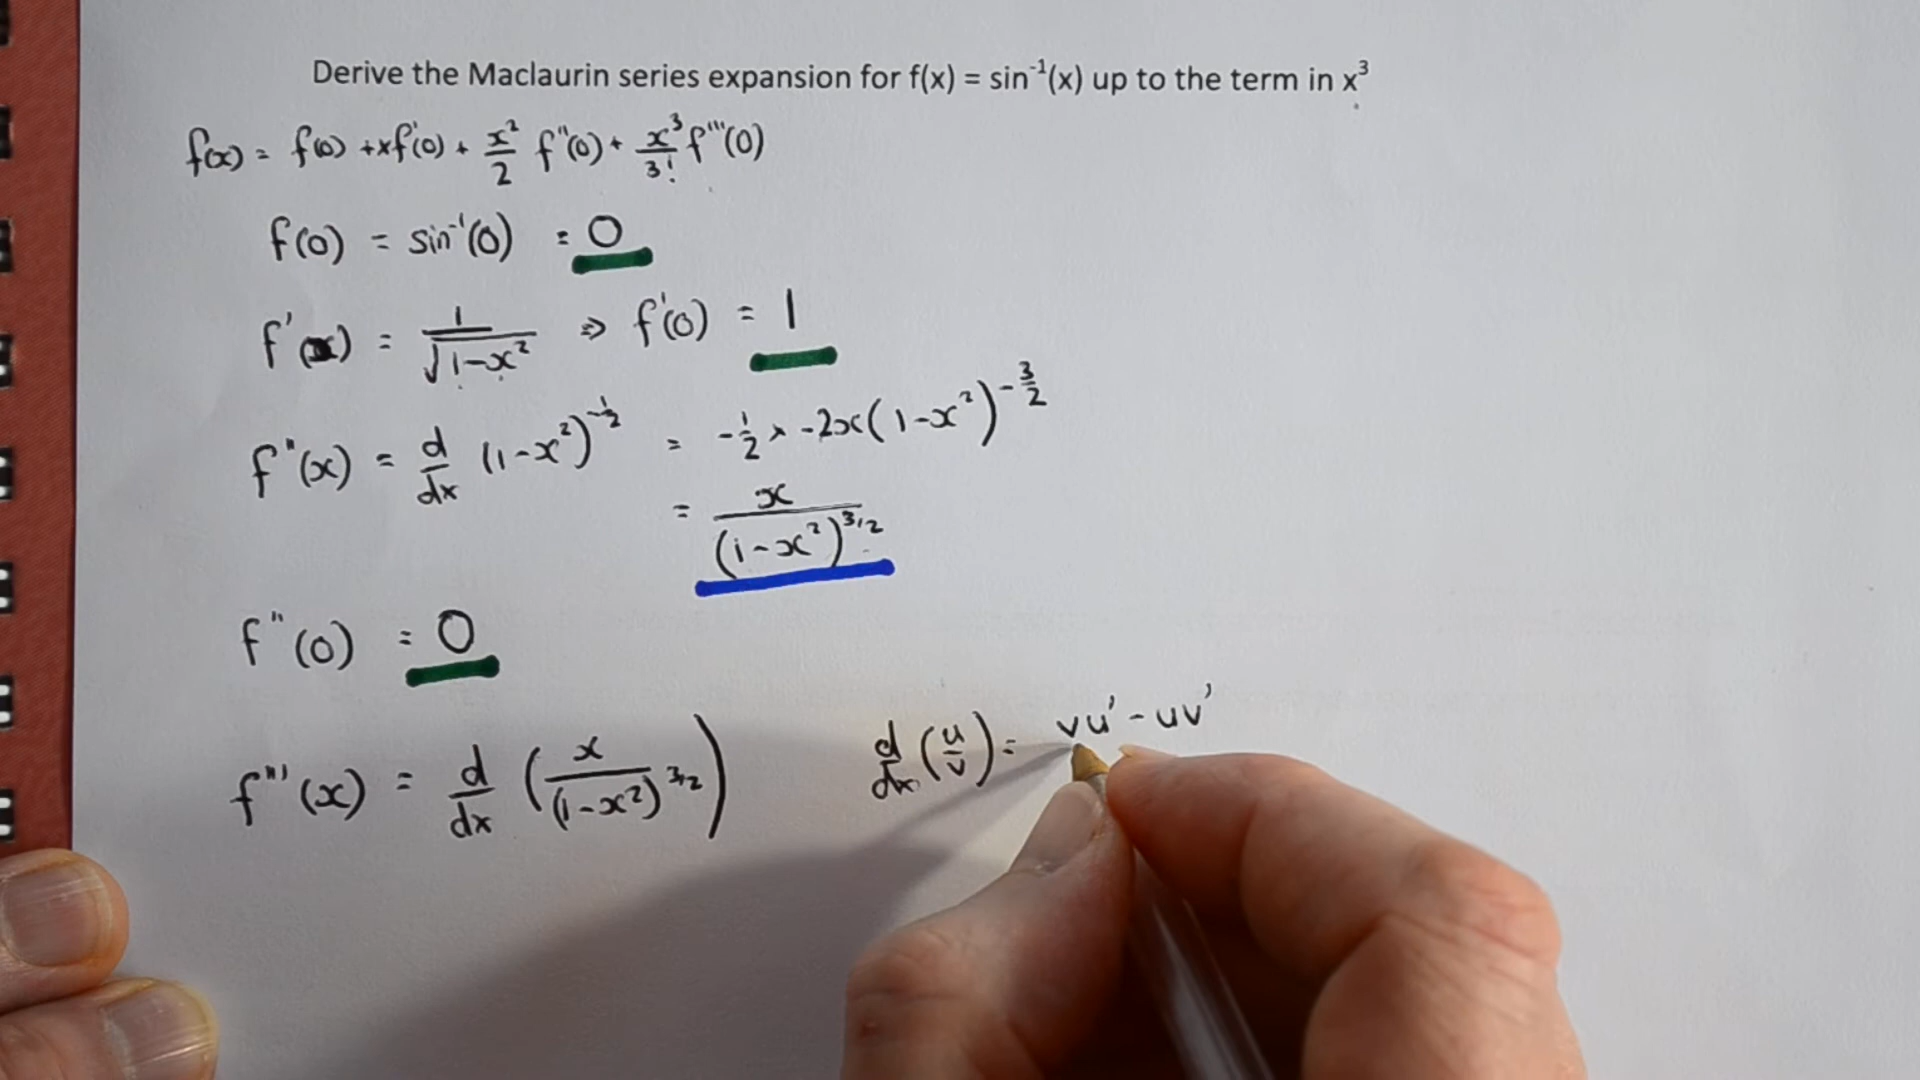 Derive the Maclaurin series expansion for f(x) = sin⁻¹(x) up to the term in x³
f(x) = f(0) + xf'(0) + x²/2 f''(0) + x³/3! f'''(0)
f(0) = sin⁻¹(0) = 0
f'(x) = 1/√(1-x²) ⇒ f'(0) = 1
f''(x) = d/dx (1-x²)^(-1/2) = -1/2 × -2x(1-x²)^(-3/2)
= x/(1-x²)^(3/2)
f''(0) = 0
f'''(x) = d/dx (x/(1-x²)^(3/2)) d/dx (u/v) = vu' - uv'